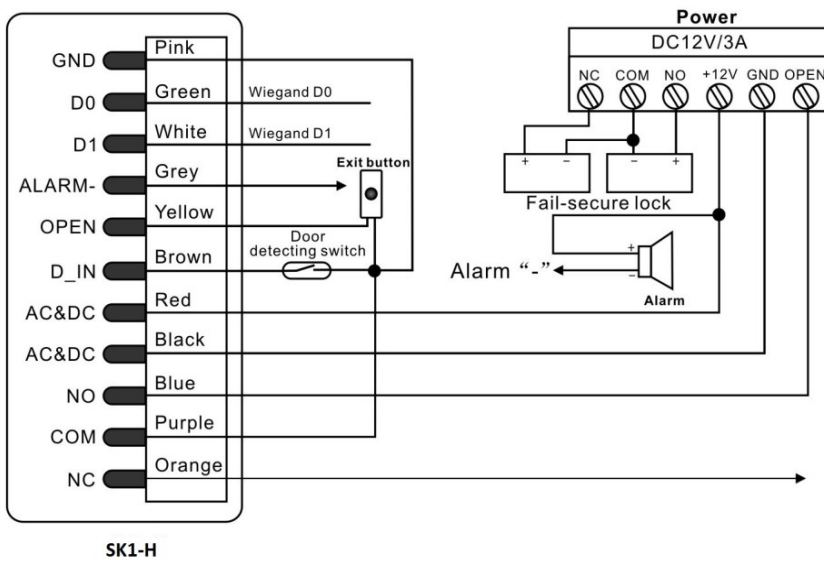 Power
DC12V/3A
NC COM NO +12V GND OPEN
GND Pink
D0 Green Wiegand D0
D1 White Wiegand D1
ALARM- Grey
Exit button
OPEN Yellow
Door
detecting switch
D_IN Brown
AC&DC Red
AC&DC Black
NO Blue
COM Purple
NC Orange
+ - - +
Fail-secure lock
+
Alarm “-” -
Alarm
SK1-H